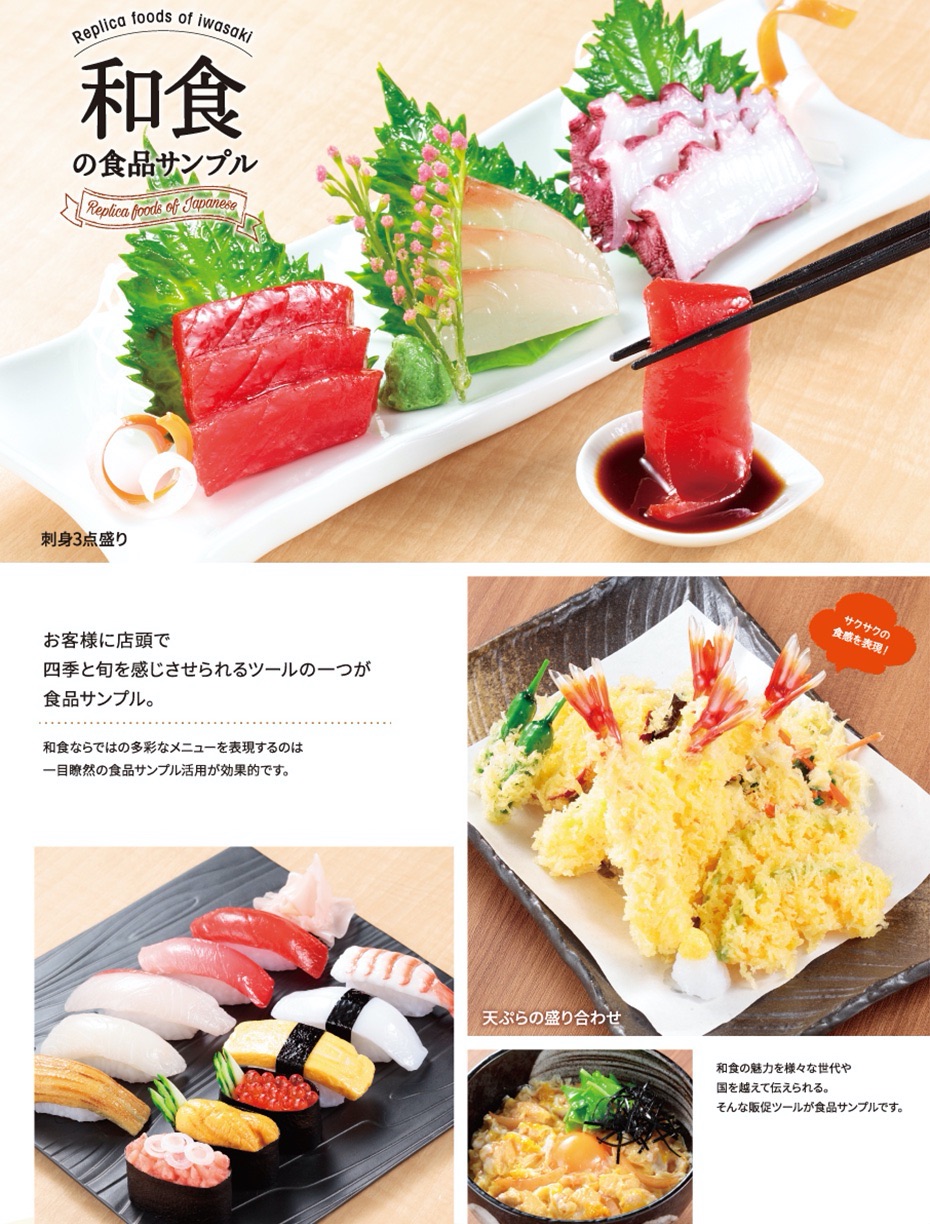 Replica foods of iwasaki
和食
の食品サンプル
Replica foods of Japanese
刺身3点盛り
お客様に店頭で
四季と旬を感じさせられるツールの一つが
食品サンプル。
和食ならではの多彩なメニューを表現するのは
一目瞭然の食品サンプル活用が効果的です。
サクサクの
食感を表現!
天ぷらの盛り合わせ
和食の魅力を様々な世代や
国を越えて伝えられる。
そんな販促ツールが食品サンプルです。